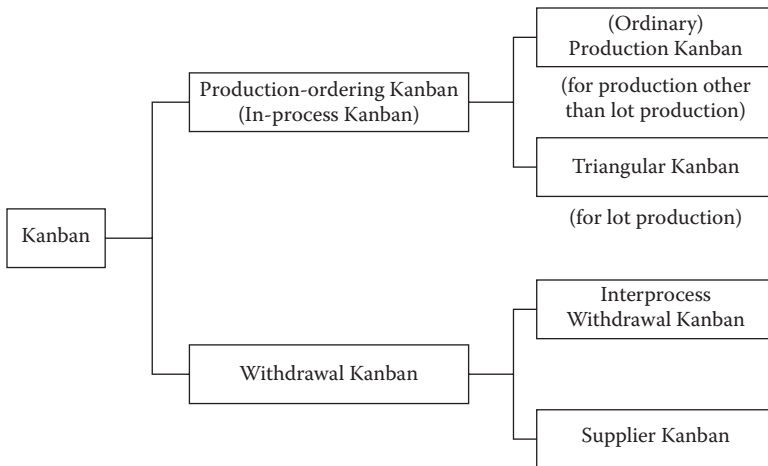 (Ordinary)
Production Kanban
Production-ordering Kanban
(In-process Kanban)
(for production other
than lot production)
Triangular Kanban
(for lot production)
Kanban
Interprocess
Withdrawal Kanban
Withdrawal Kanban
Supplier Kanban